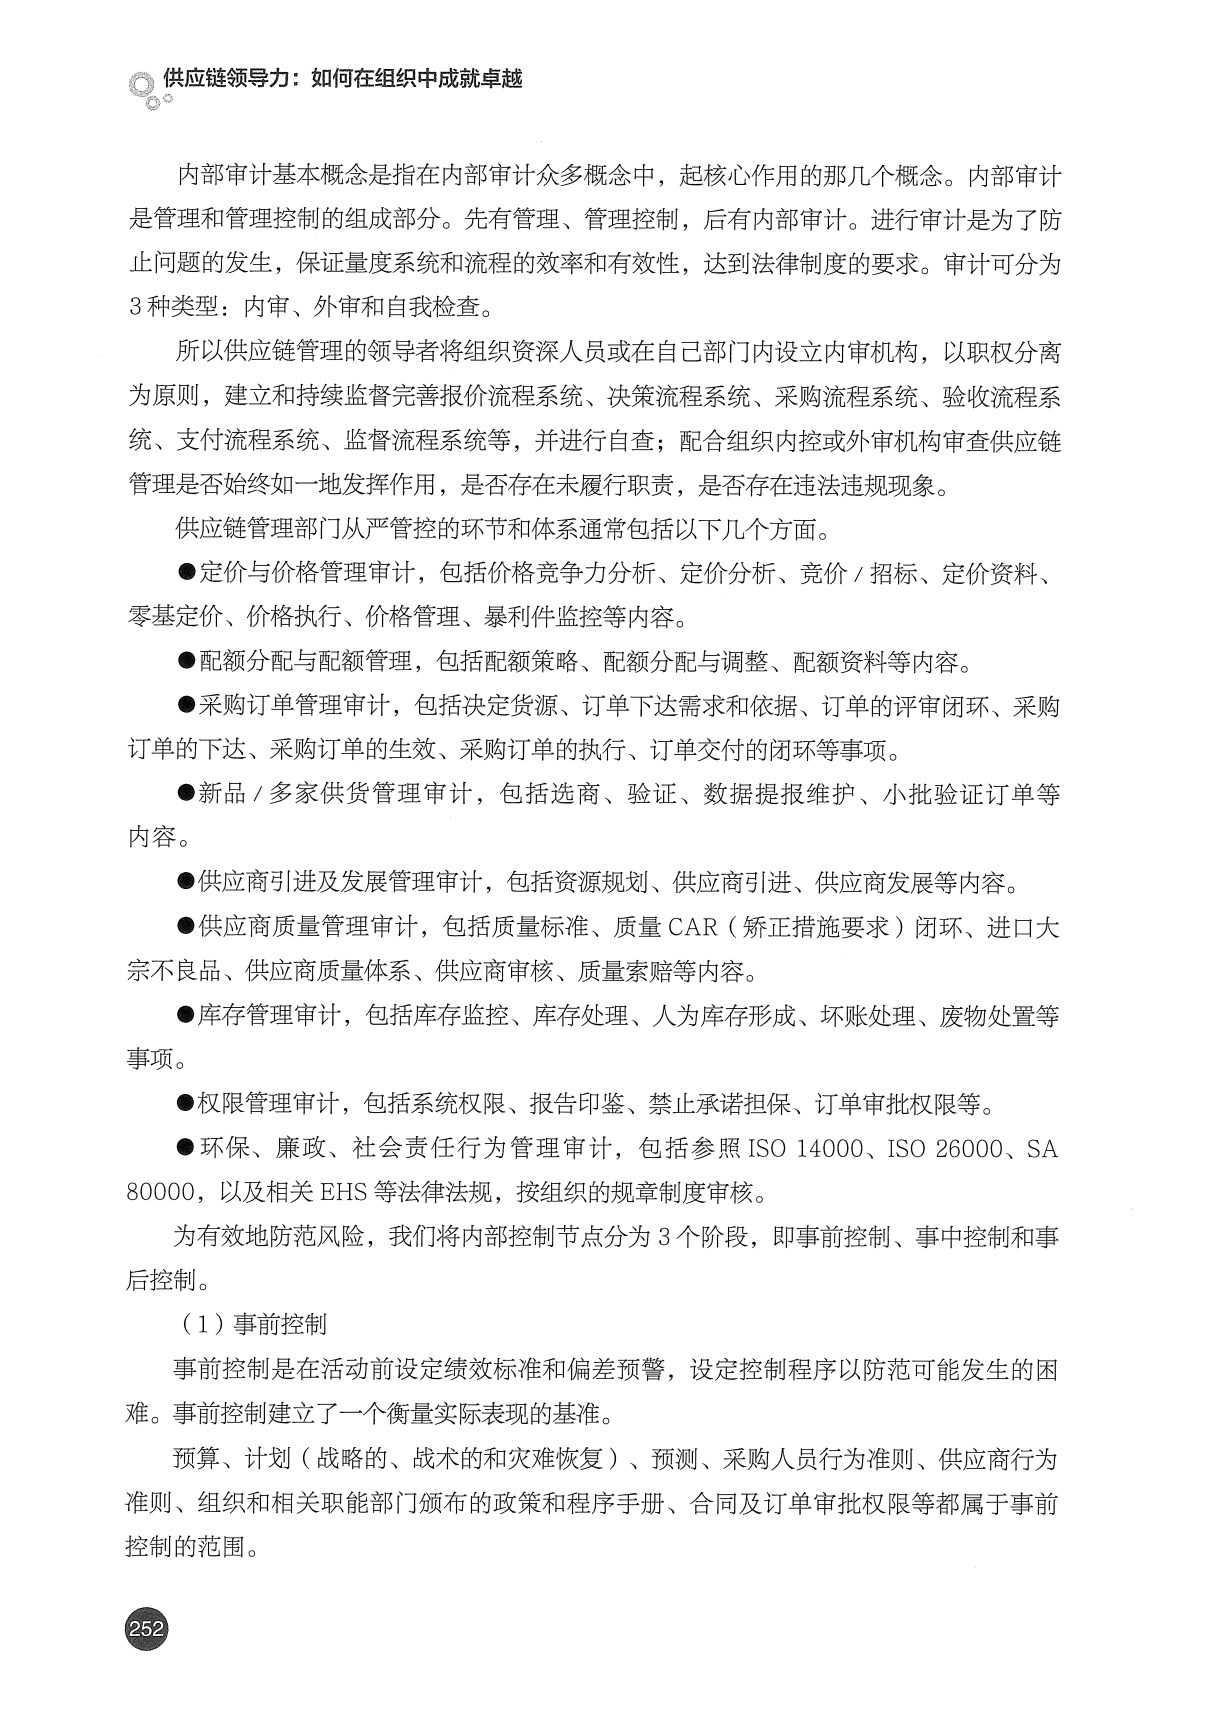 供应链领导力：如何在组织中成就卓越
内部审计基本概念是指在内部审计众多概念中，起核心作用的那几个概念。内部审计
是管理和管理控制的组成部分。先有管理、管理控制，后有内部审计。进行审计是为了防
止问题的发生，保证量度系统和流程的效率和有效性，达到法律制度的要求。审计可分为
3 种类型：内审、外审和自我检查。
所以供应链管理的领导者将组织资深人员或在自己部门内设立内审机构，以职权分离
为原则，建立和持续监督完善报价流程系统、决策流程系统、采购流程系统、验收流程系
统、支付流程系统、监督流程系统等，并进行自查；配合组织内控或外审机构审查供应链
管理是否始终如一地发挥作用，是否存在未履行职责，是否存在违法违规现象。
供应链管理部门从严管控的环节和体系通常包括以下几个方面。
●定价与价格管理审计，包括价格竞争力分析、定价分析、竞价 / 招标、定价资料、
零基定价、价格执行、价格管理、暴利件监控等内容。
●配额分配与配额管理，包括配额策略、配额分配与调整、配额资料等内容。
●采购订单管理审计，包括决定货源、订单下达需求和依据、订单的评审闭环、采购
订单的下达、采购订单的生效、采购订单的执行、订单交付的闭环等事项。
●新品 / 多家供货管理审计，包括选商、验证、数据提报维护、小批验证订单等
内容。
●供应商引进及发展管理审计，包括资源规划、供应商引进、供应商发展等内容。
●供应商质量管理审计，包括质量标准、质量 CAR（矫正措施要求）闭环、进口大
宗不良品、供应商质量体系、供应商审核、质量索赔等内容。
●库存管理审计，包括库存监控、库存处理、人为库存形成、坏账处理、废物处置等
事项。
●权限管理审计，包括系统权限、报告印鉴、禁止承诺担保、订单审批权限等。
●环保、廉政、社会责任行为管理审计，包括参照 ISO 14000、ISO 26000、SA
80000，以及相关 EHS 等法律法规，按组织的规章制度审核。
为有效地防范风险，我们将内部控制节点分为 3 个阶段，即事前控制、事中控制和事
后控制。
（1）事前控制
事前控制是在活动前设定绩效标准和偏差预警，设定控制程序以防范可能发生的困
难。事前控制建立了一个衡量实际表现的基准。
预算、计划（战略的、战术的和灾难恢复）、预测、采购人员行为准则、供应商行为
准则、组织和相关职能部门颁布的政策和程序手册、合同及订单审批权限等都属于事前
控制的范围。
252